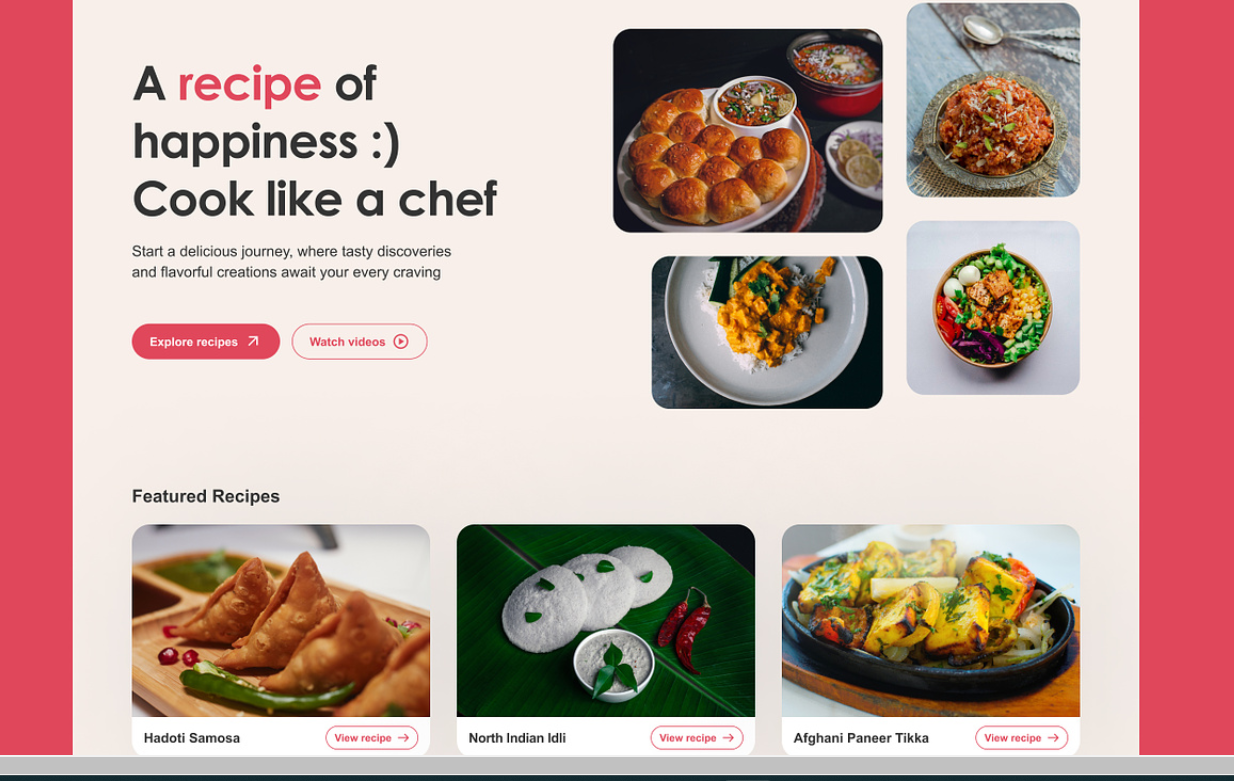 A recipe of
happiness :)
Cook like a chef
Start a delicious journey, where tasty discoveries
and flavorful creations await your every craving
Explore recipes
Watch videos
Featured Recipes
Hadoti Samosa
View recipe
North Indian Idli
View recipe
Afghani Paneer Tikka
View recipe